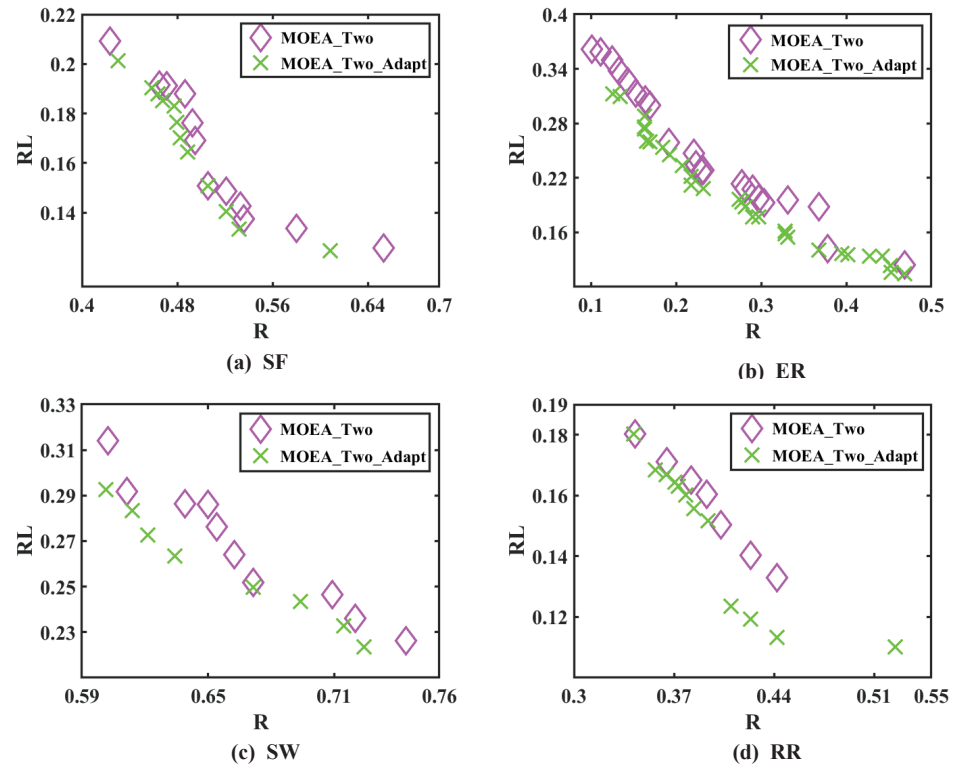 0.22
0.2
0.18
0.16
0.14
RL
MOEA_Two
MOEA_Two_Adapt
0.4 0.48 0.56 0.64 0.7
R
(a) SF
0.4
0.34
0.28
0.22
0.16
RL
MOEA_Two
MOEA_Two_Adapt
0.1 0.2 0.3 0.4 0.5
R
(b) ER
0.33
0.31
0.29
0.27
0.25
0.23
RL
MOEA_Two
MOEA_Two_Adapt
0.59 0.65 0.71 0.76
R
(c) SW
0.19
0.18
0.16
0.14
0.12
RL
MOEA_Two
MOEA_Two_Adapt
0.3 0.37 0.44 0.51 0.55
R
(d) RR